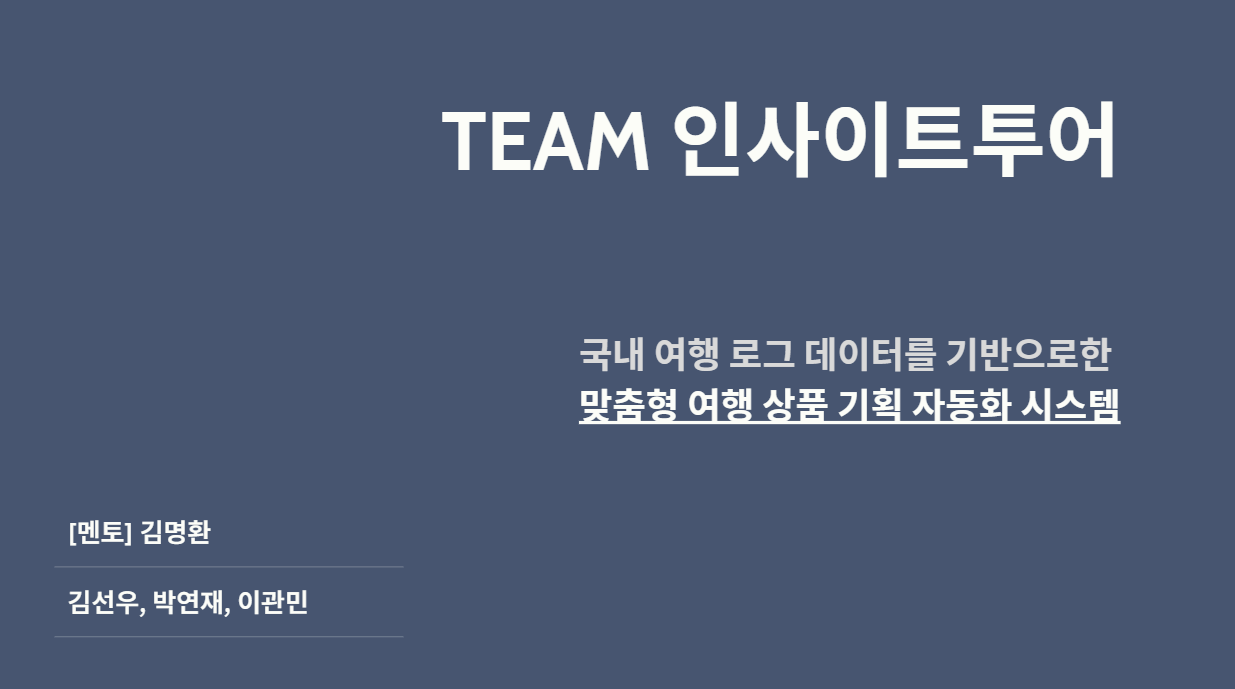 TEAM 인사이트투어
국내 여행 로그 데이터를 기반으로한
맞춤형 여행 상품 기획 자동화 시스템
[멘토] 김명환
김선우, 박연재, 이관민